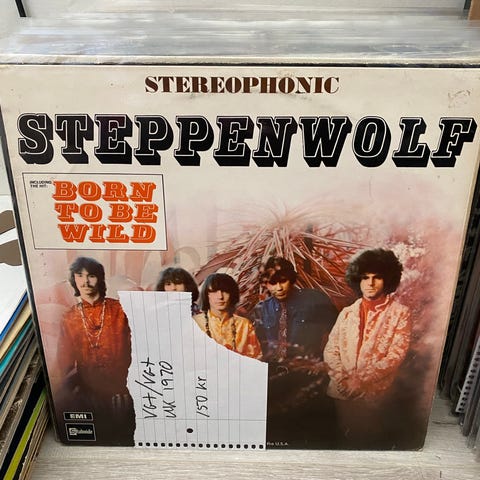 STEREOPHONIC
STEPPENWOLF
INCLUDING
THE HIT:
BORN
TO BE
WILD
VG+/VG+
UK 1970
150 kr
EMI
Stateside
the U.S.A.